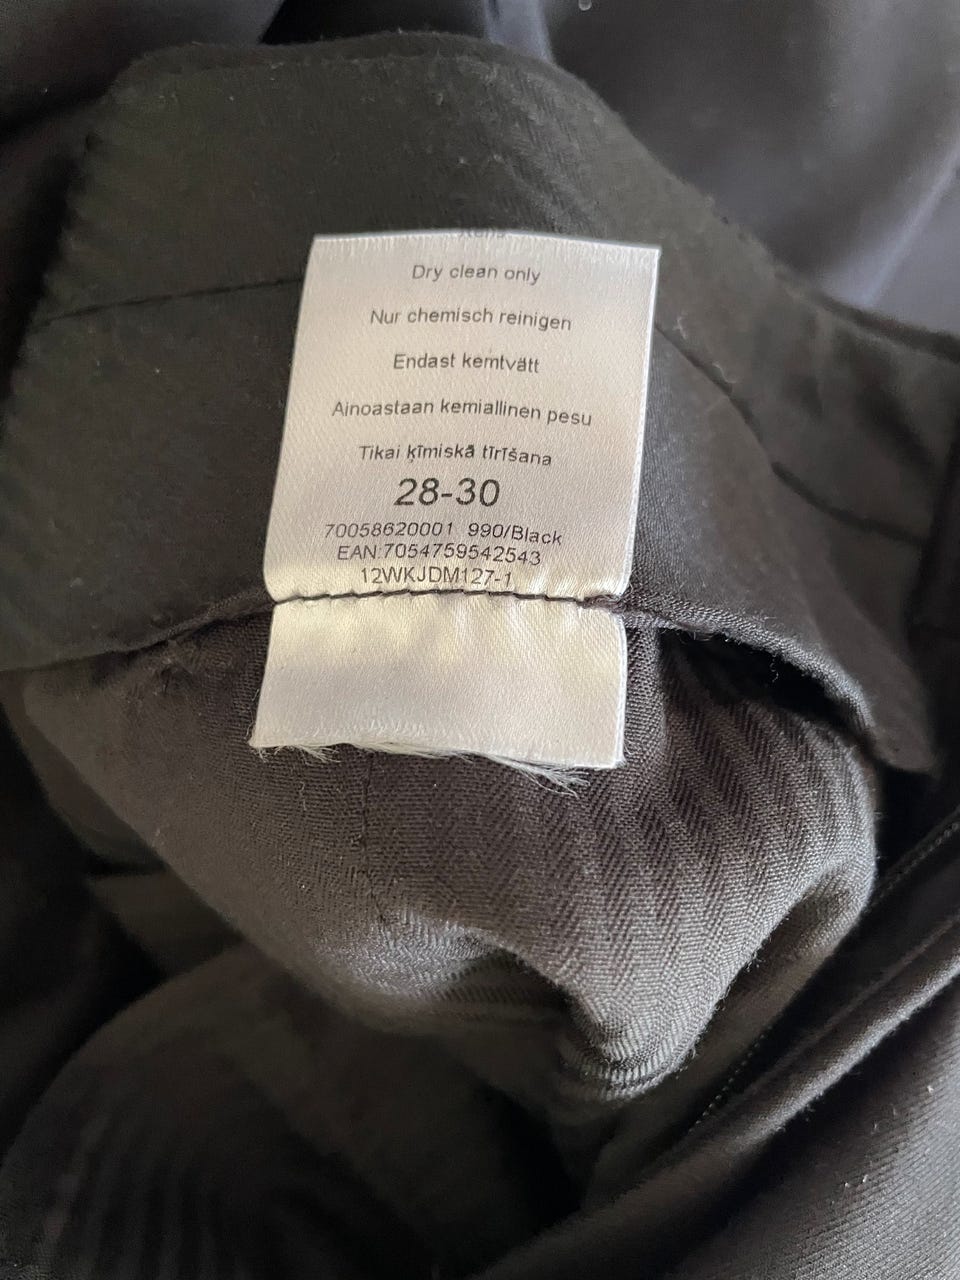 Dry clean only
Nur chemisch reinigen
Endast kemtvätt
Ainoastaan kemiallinen pesu
Tikai ķīmiskā tīrīšana
28-30
70058620001 990/Black
EAN:7054759542543
12WKJDM127-1